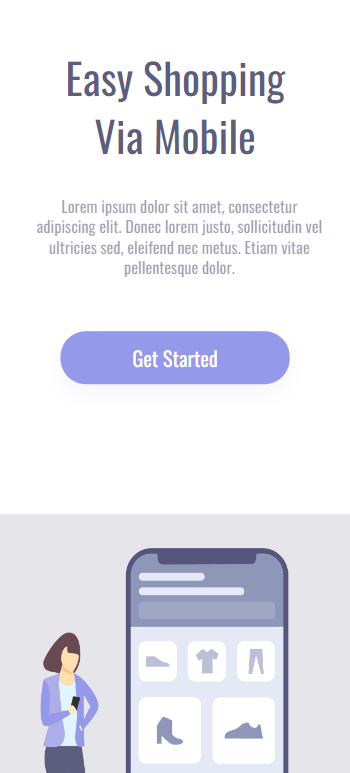 Easy Shopping
Via Mobile
Lorem ipsum dolor sit amet, consectetur
adipiscing elit. Donec lorem justo, sollicitudin vel
ultricies sed, eleifend nec metus. Etiam vitae
pellentesque dolor.
Get Started